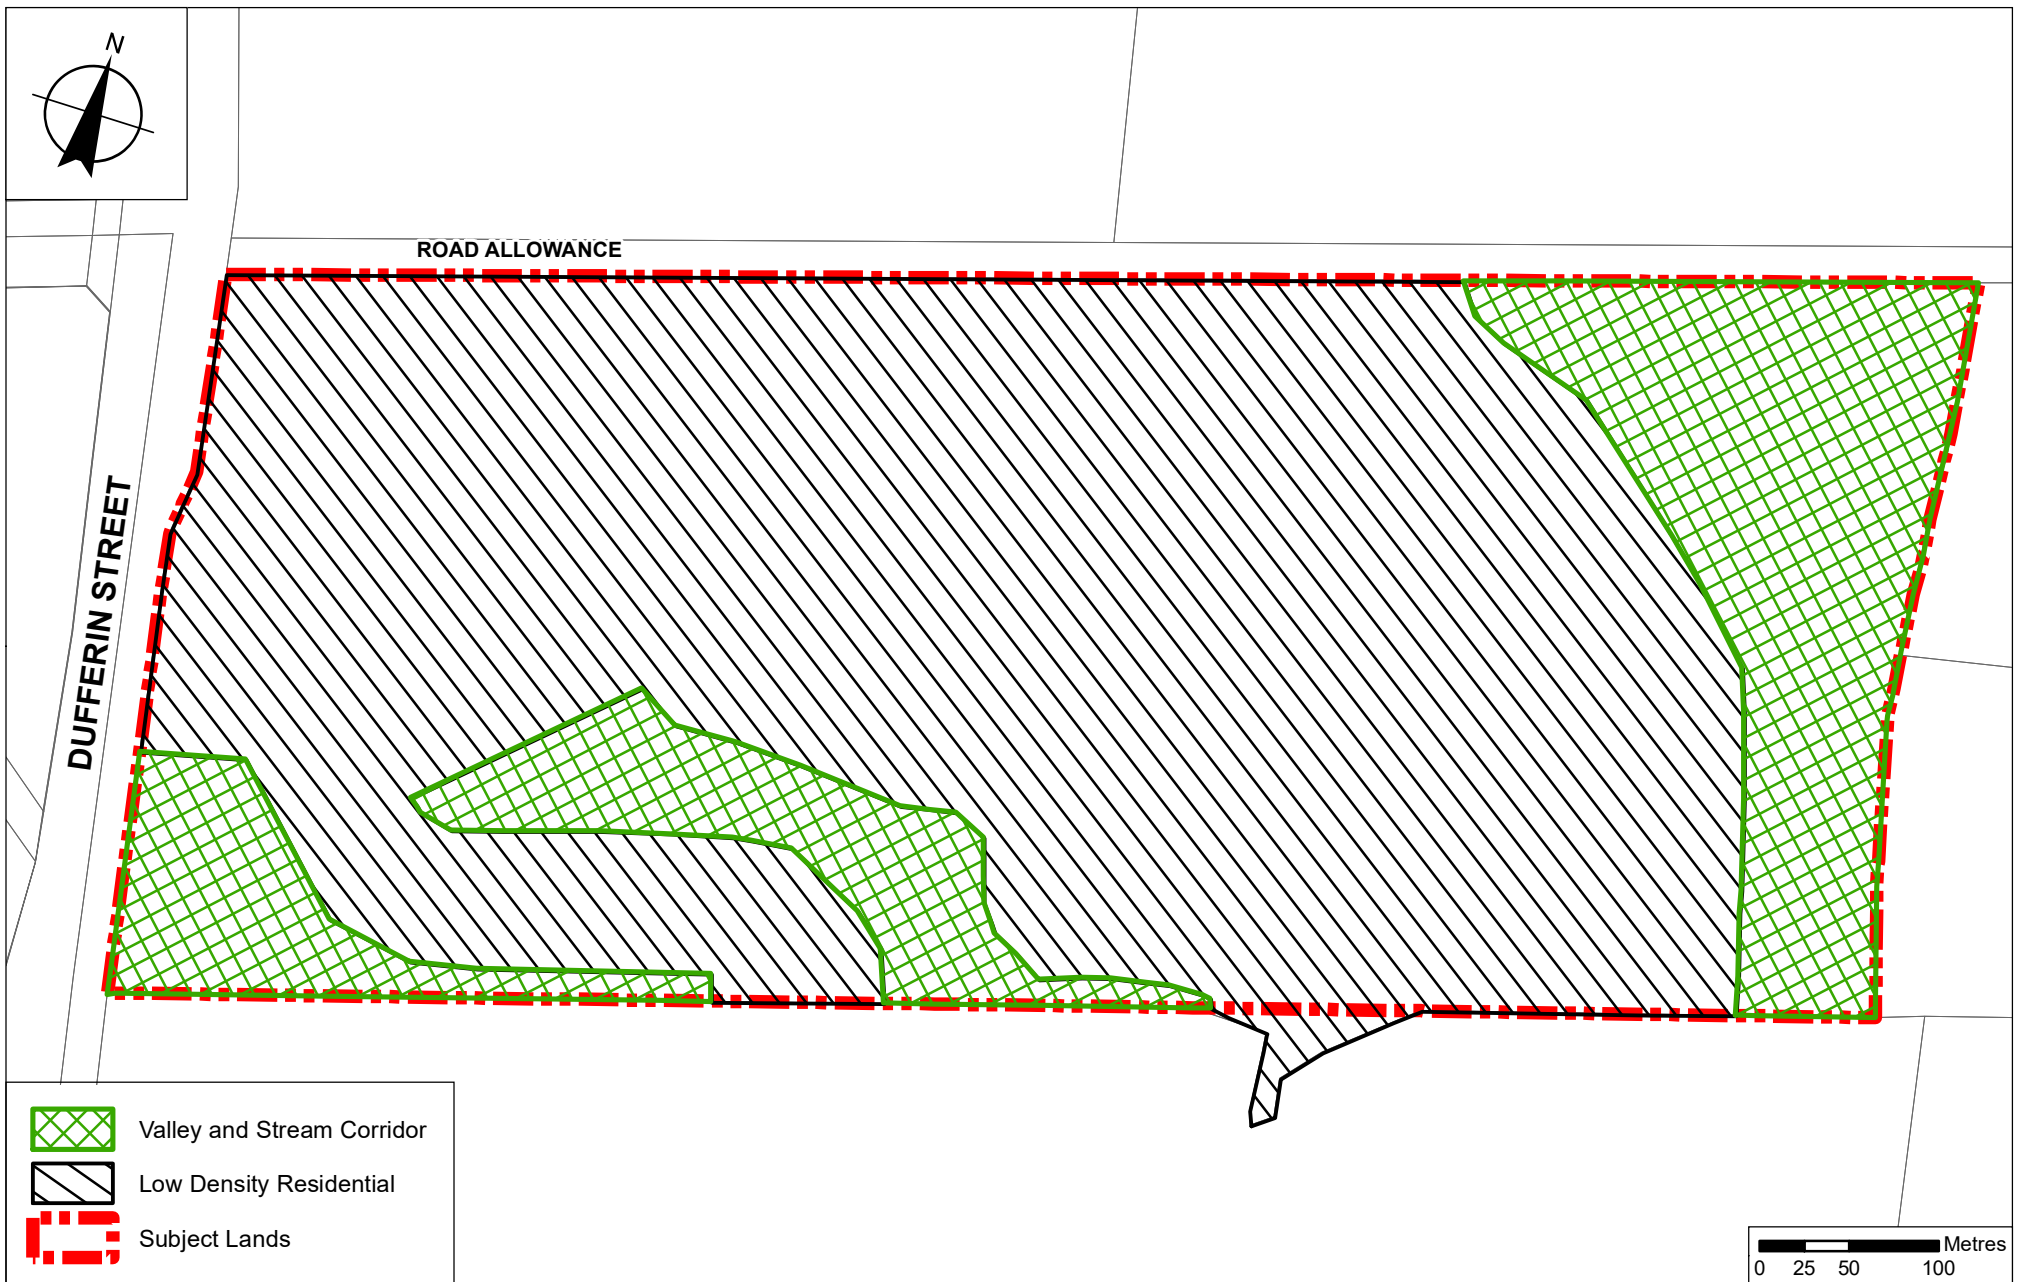 N
ROAD ALLOWANCE
DUFFERIN STREET
Valley and Stream Corridor
Low Density Residential
Subject Lands
Metres
0 25 50 100